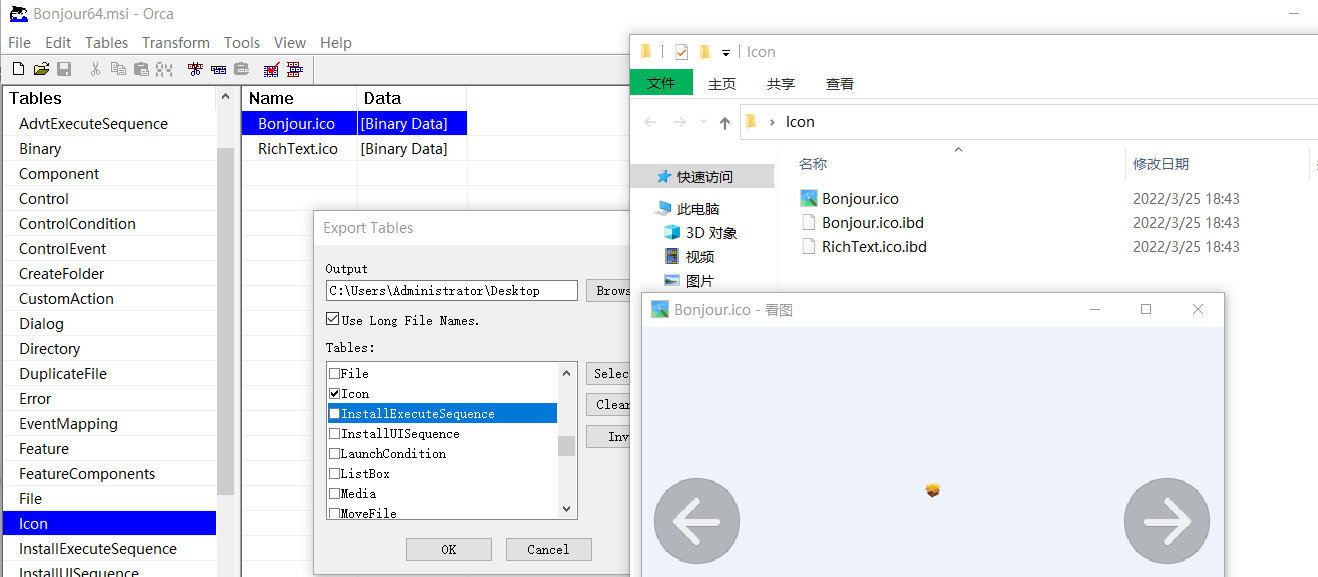 Bonjour64.msi - Orca
File Edit Tables Transform Tools View Help
Tables
AdvtExecuteSequence
Binary
Component
Control
ControlCondition
ControlEvent
CreateFolder
CustomAction
Dialog
Directory
DuplicateFile
Error
EventMapping
Feature
FeatureComponents
File
Icon
InstallExecuteSequence
InstallUISequence
Name Data
Bonjour.ico [Binary Data]
RichText.ico [Binary Data]
Export Tables
Output
C:\Users\Administrator\Desktop
Brows
Use Long File Names.
Tables:
File
Icon
InstallExecuteSequence
InstallUISequence
LaunchCondition
ListBox
Media
MoveFile
Selec
Clear
Inv
OK Cancel
Icon
文件 主页 共享 查看
Icon
快速访问
此电脑
3D 对象
视频
图片
名称 修改日期
Bonjour.ico 2022/3/25 18:43
Bonjour.ico.ibd 2022/3/25 18:43
RichText.ico.ibd 2022/3/25 18:43
Bonjour.ico - 看图